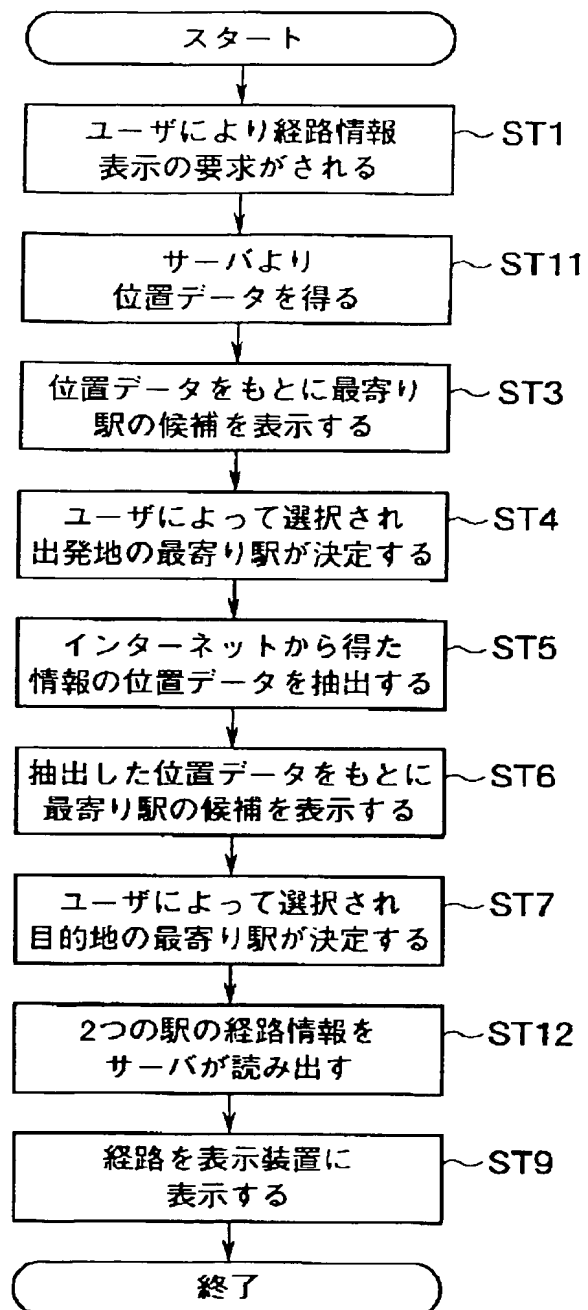 スタート
ユーザにより経路情報
表示の要求がされる
ST1
サーバより
位置データを得る
ST11
位置データをもとに最寄り
駅の候補を表示する
ST3
ユーザによって選択され
出発地の最寄り駅が決定する
ST4
インターネットから得た
情報の位置データを抽出する
ST5
抽出した位置データをもとに
最寄り駅の候補を表示する
ST6
ユーザによって選択され
目的地の最寄り駅が決定する
ST7
2つの駅の経路情報を
サーバが読み出す
ST12
経路を表示装置に
表示する
ST9
終了